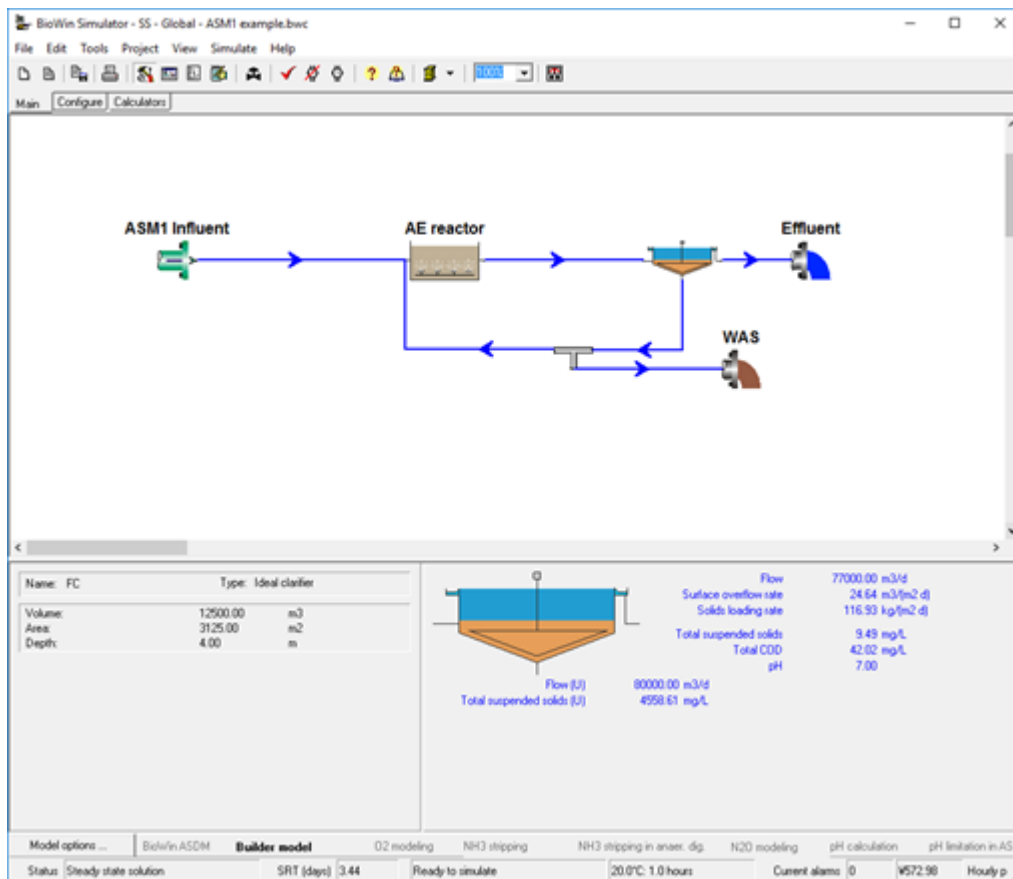 BioWin Simulator - SS - Global - ASM1 example.bwc
File Edit Tools Project View Simulate Help
100%
Main Configure Calculators
ASM1 Influent AE reactor Effluent
WAS
Name: FC Type: Ideal clarifier
Volume: 12500.00 m3
Area: 3125.00 m2
Depth: 4.00 m
Flow 77000.00 m3/d
Surface overflow rate 24.64 m3/(m2 d)
Solids loading rate 116.93 kg/(m2 d)
Total suspended solids 9.49 mg/L
Total COD 42.02 mg/L
pH 7.00
Flow (U) 80000.00 m3/d
Total suspended solids (U) 4558.61 mg/L
Model options ... BioWin ASDM Builder model O2 modeling NH3 stripping NH3 stripping in anaer. dig. N2O modeling pH calculation pH limitation in AS
Status Steady state solution SRT (days) 3.44 Ready to simulate 20.0°C: 1.0 hours Current alarms 0 ¥572.98 Hourly p